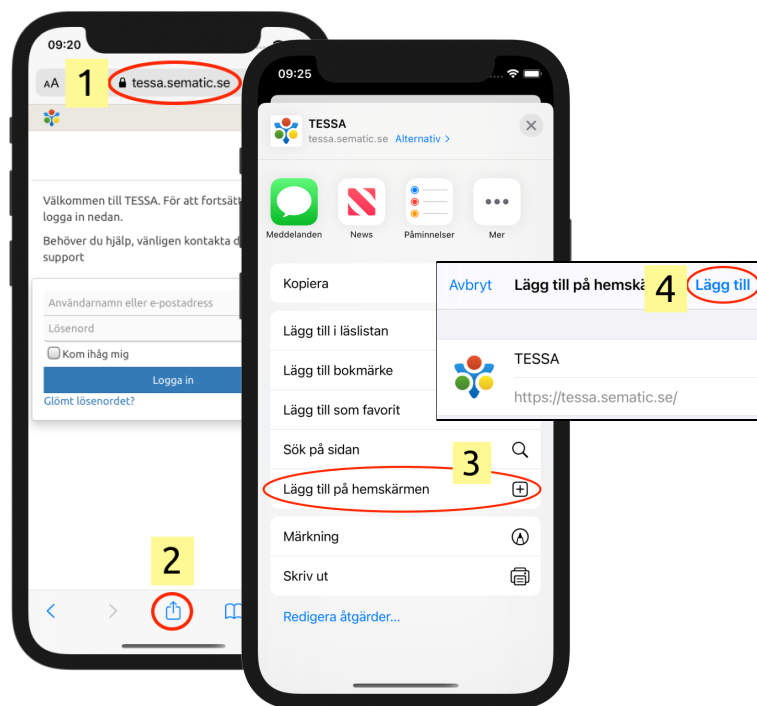 09:20
AA
1
tessa.sematic.se
Välkommen till TESSA. För att
logga in nedan.
Behöver du hjälp, vänligen kontakta
support
Användarnamn eller e-postadress
Lösenord
Kom ihåg mig
Logga in
Glömt lösenordet?
2
09:25
TESSA
tessa.sematic.se Alternativ >
Meddelanden
News
Påminnelser
Mer
Kopiera
Lägg till i läslistan
Lägg till bokmärke
Lägg till som favorit
Sök på sidan
3
Lägg till på hemskärmen
Märkning
Skriv ut
Redigera åtgärder...
Avbryt
Lägg till på
4
Lägg till
TESSA
https://tessa.sematic.se/